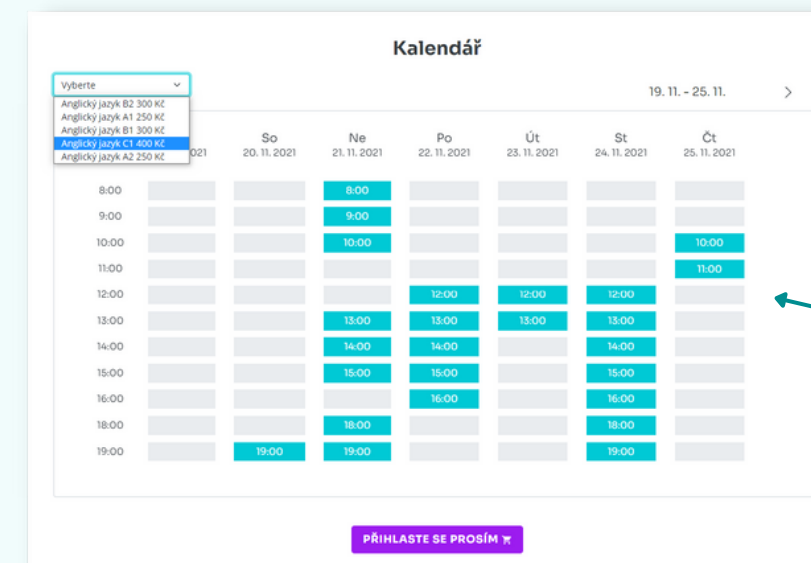 Kalendář
Vyberte
19. 11. - 25. 11.
Anglický jazyk B2 300 Kč
Anglický jazyk A1 250 Kč
Anglický jazyk B1 300 Kč
Anglický jazyk C1 400 Kč
Anglický jazyk A2 250 Kč
So Ne Po Út St Čt
021 20. 11. 2021 21. 11. 2021 22. 11. 2021 23. 11. 2021 24. 11. 2021 25. 11. 2021
8:00 8:00
9:00 9:00
10:00 10:00 10:00
11:00 11:00
12:00 12:00 12:00 12:00
13:00 13:00 13:00 13:00 13:00
14:00 14:00 14:00 14:00
15:00 15:00 15:00 15:00
16:00 16:00 16:00
18:00 18:00 18:00
19:00 19:00 19:00 19:00
PŘIHLASTE SE PROSÍM